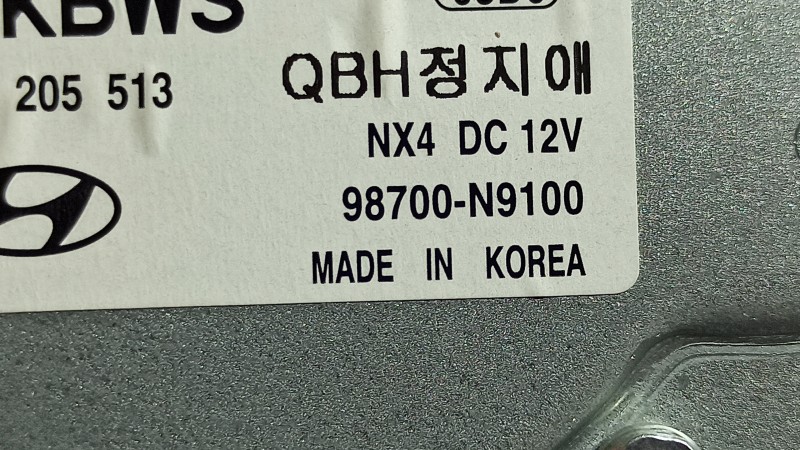 KBWS
205 513
QBH정지애
NX4 DC 12V
98700-N9100
MADE IN KOREA